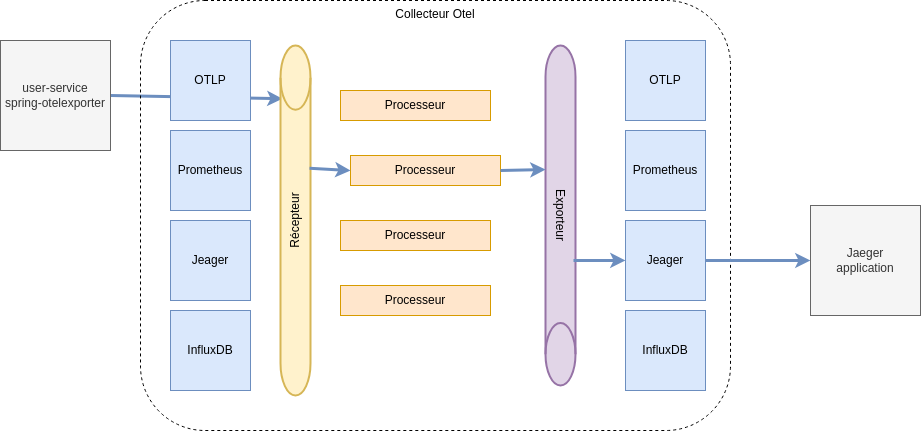 Collecteur Otel
user-service
spring-otelexporter
OTLP
Prometheus
Jeager
InfluxDB
Récepteur
Processeur
Processeur
Processeur
Processeur
Exporteur
OTLP
Prometheus
Jeager
InfluxDB
Jaeger
application